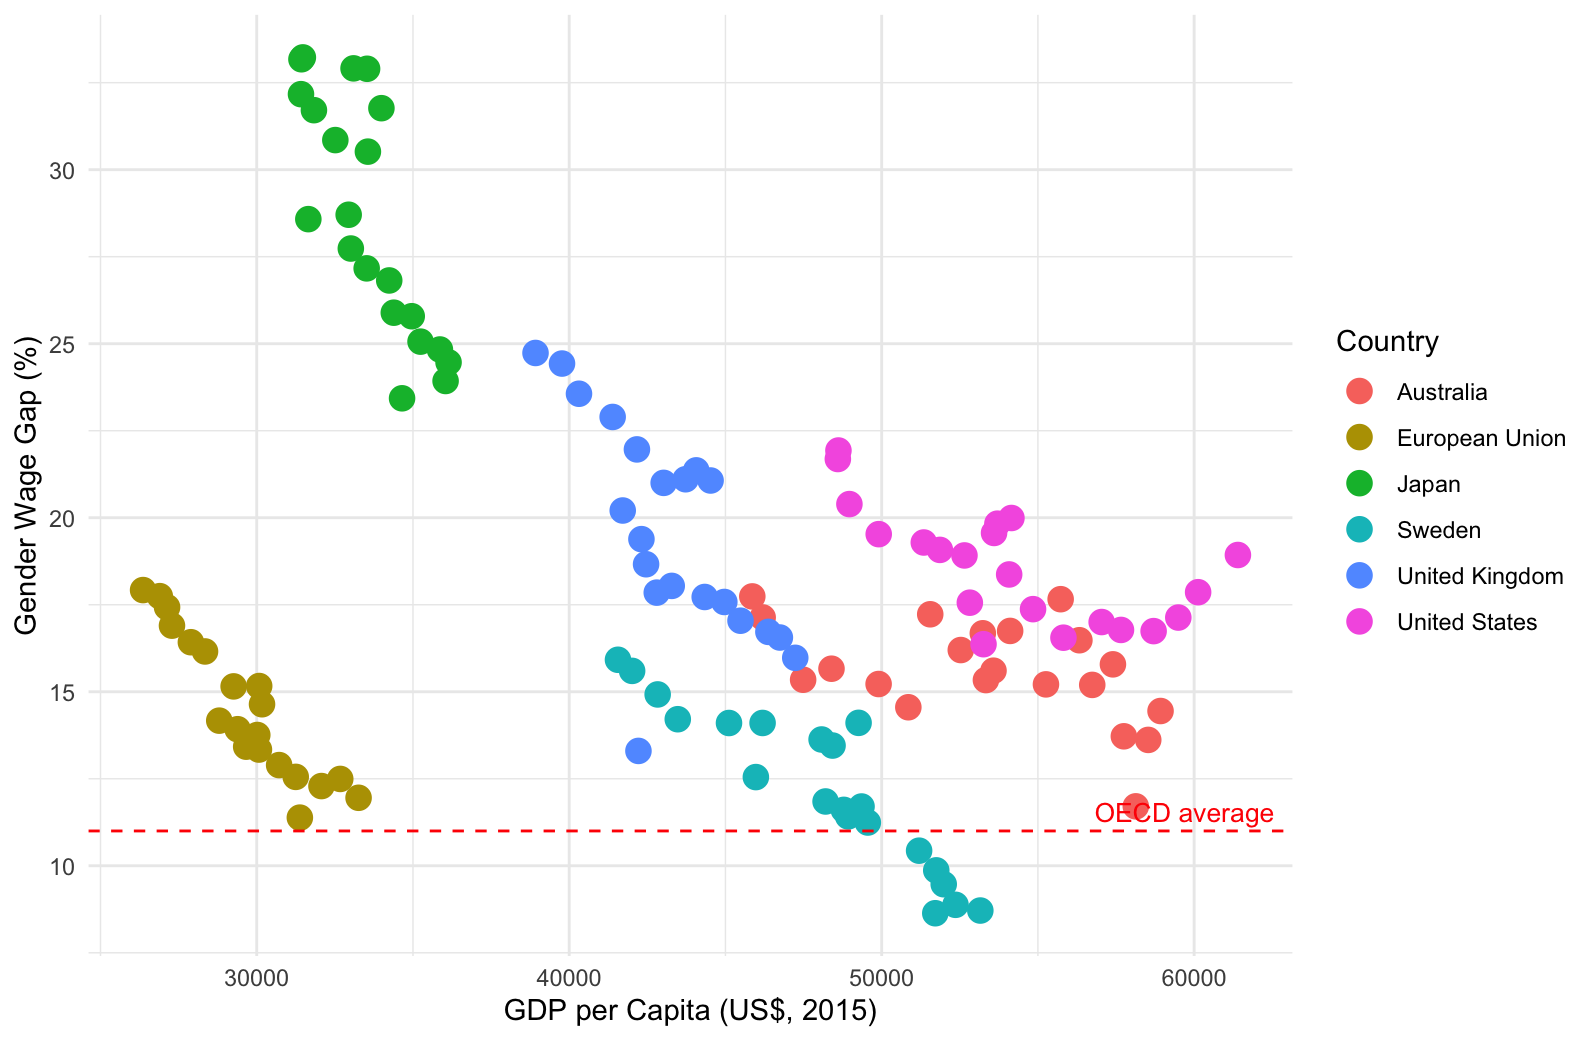 Gender Wage Gap (%)
30
25
20
15
10
OECD average
30000
40000
50000
60000
GDP per Capita (US$, 2015)
Country
Australia
European Union
Japan
Sweden
United Kingdom
United States